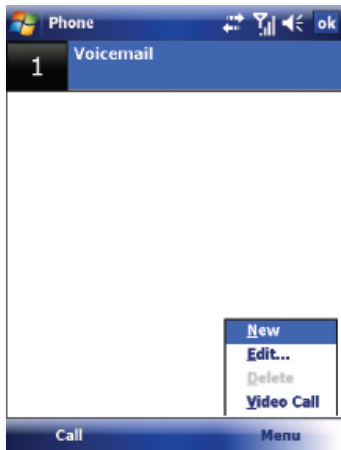 Phone
ok
1
Voicemail
New
Edit...
Delete
Video Call
Call
Menu